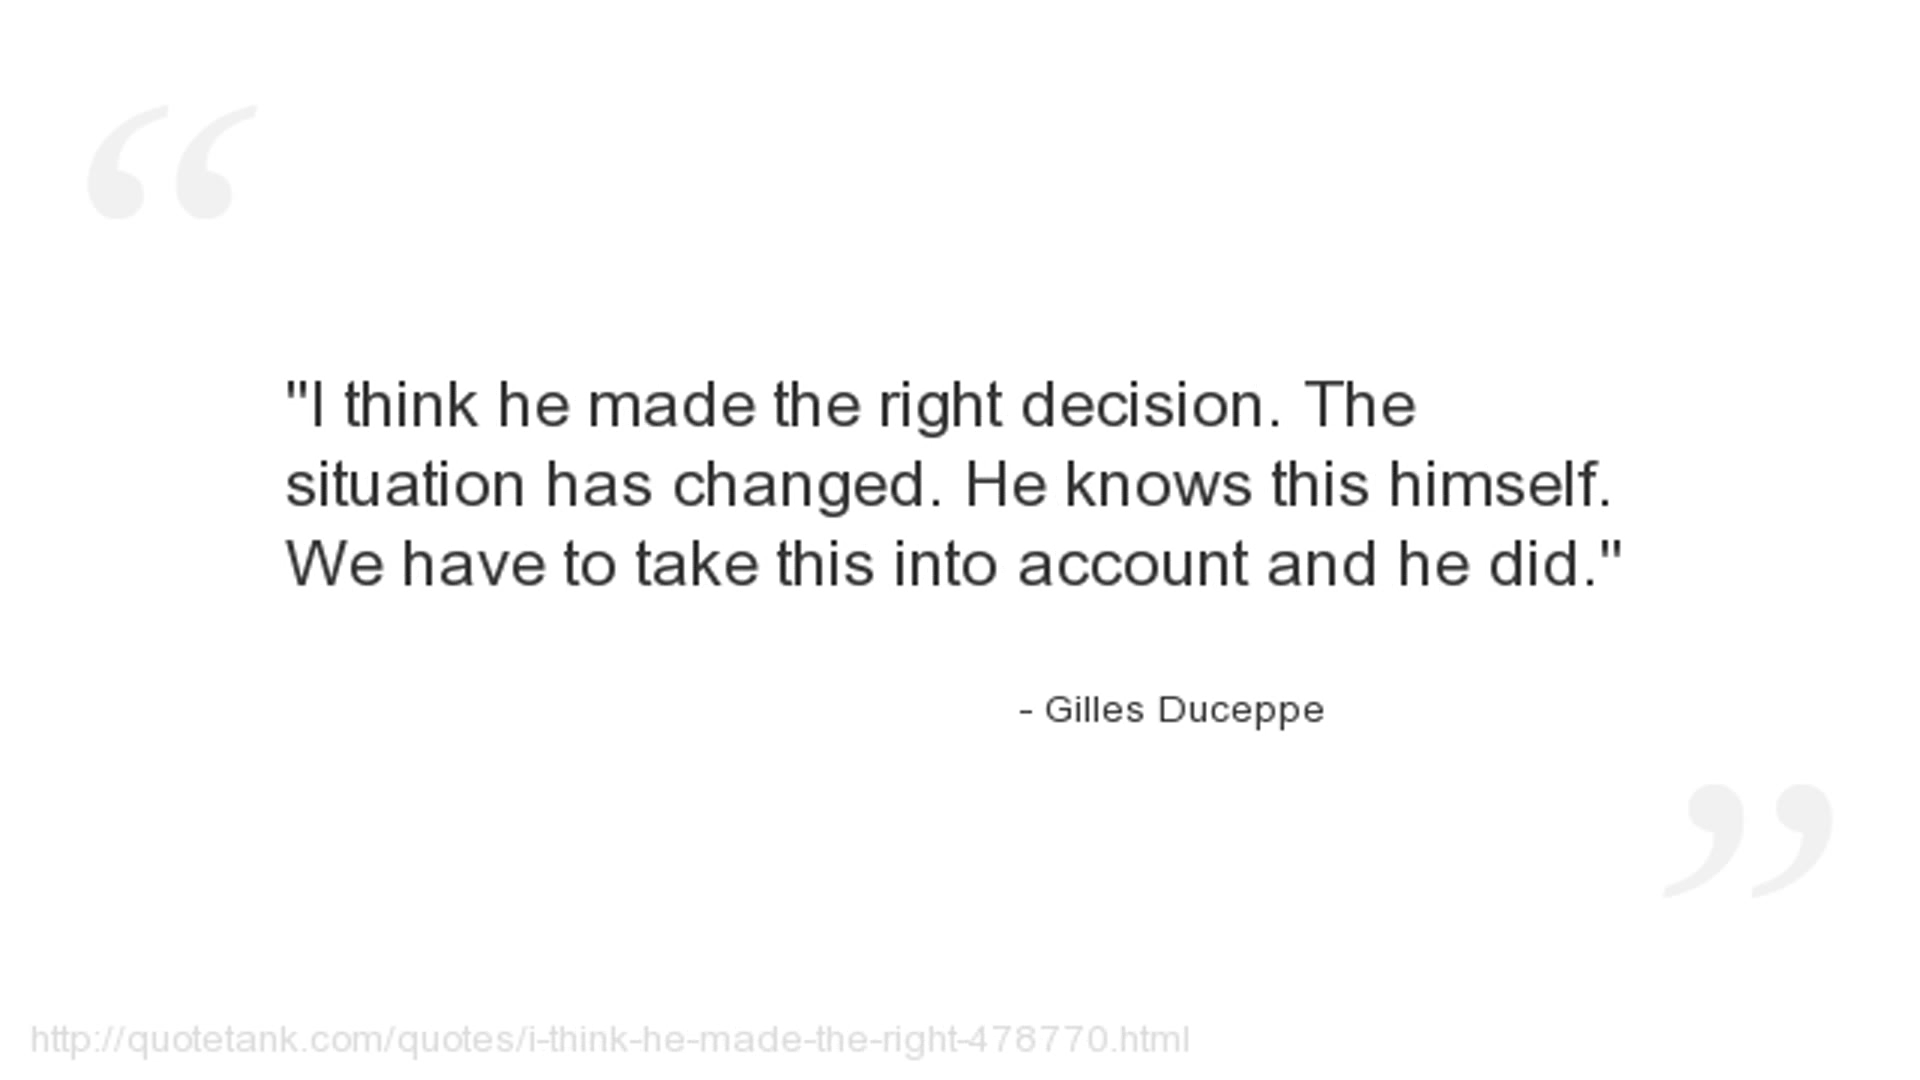 "I think he made the right decision. The
situation has changed. He knows this himself.
We have to take this into account and he did."
- Gilles Duceppe
http://quotetank.com/quotes/i-think-he-made-the-right-478770.html